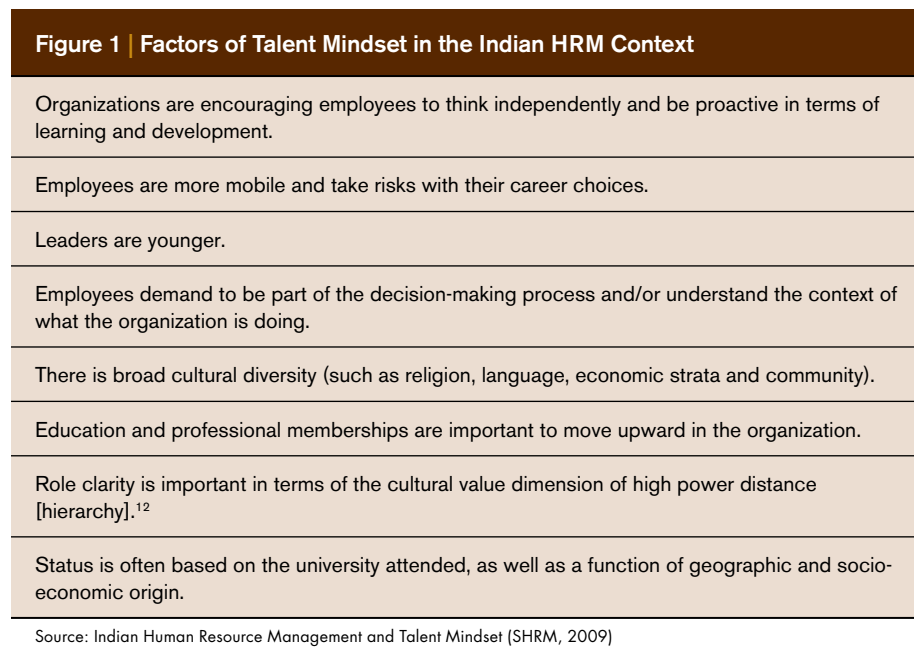 Figure 1 | Factors of Talent Mindset in the Indian HRM Context
Organizations are encouraging employees to think independently and be proactive in terms of
learning and development.
Employees are more mobile and take risks with their career choices.
Leaders are younger.
Employees demand to be part of the decision-making process and/or understand the context of
what the organization is doing.
There is broad cultural diversity (such as religion, language, economic strata and community).
Education and professional memberships are important to move upward in the organization.
Role clarity is important in terms of the cultural value dimension of high power distance
[hierarchy].¹²
Status is often based on the university attended, as well as a function of geographic and socio-
economic origin.
Source: Indian Human Resource Management and Talent Mindset (SHRM, 2009)